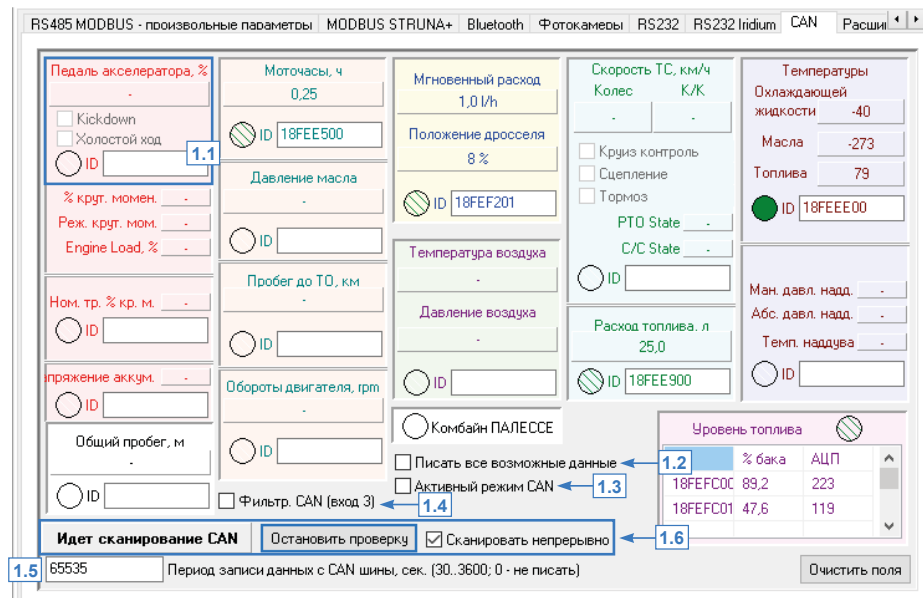 RS485 MODBUS - произвольные параметры MODBUS STRUNA+ Bluetooth Фотокамеры RS232 RS232 Iridium CAN
Педаль акселератора, %
-
Kickdown
Холостой ход
1.1
ID
% крут. момен. -
Реж. крут. мом. -
Engine Load, % -
Ном. тр. % кр. м. -
ID
апряжение аккум. -
ID
Общий пробег, м
-
ID
Моточасы, ч
0,25
ID 18FEE500
Давление масла
-
ID
Пробег до ТО, км
-
ID
Обороты двигателя, rpm
-
ID
Фильтр. CAN (вход 3)
1.4
Мгновенный расход
1,0 l/h
Положение дросселя
8 %
ID 18FEF201
Температура воздуха
-
Давление воздуха
-
ID
Комбайн ПАЛЕССЕ
Писать все возможные данные
1.2
Активный режим CAN
1.3
Скорость ТС, км/ч
Колес К/К
- -
Круиз контроль
Сцепление
Тормоз
PTO State -
C/C State -
ID
Расход топлива, л
25,0
ID 18FEE900
Температуры
Охлаждающей
жидкости -40
Масла -273
Топлива 79
ID 18FEEE00
Ман. давл. надд. -
Абс. давл. надд. -
Темп. наддува -
ID
Уровень топлива
% бака АЦП
18FEFC00 89,2 223
18FEFC01 47,6 119
Идет сканирование CAN Остановить проверку Сканировать непрерывно
1.6
1.5
65535 Период записи данных с CAN шины, сек. (30..3600; 0 - не писать) Очистить поля